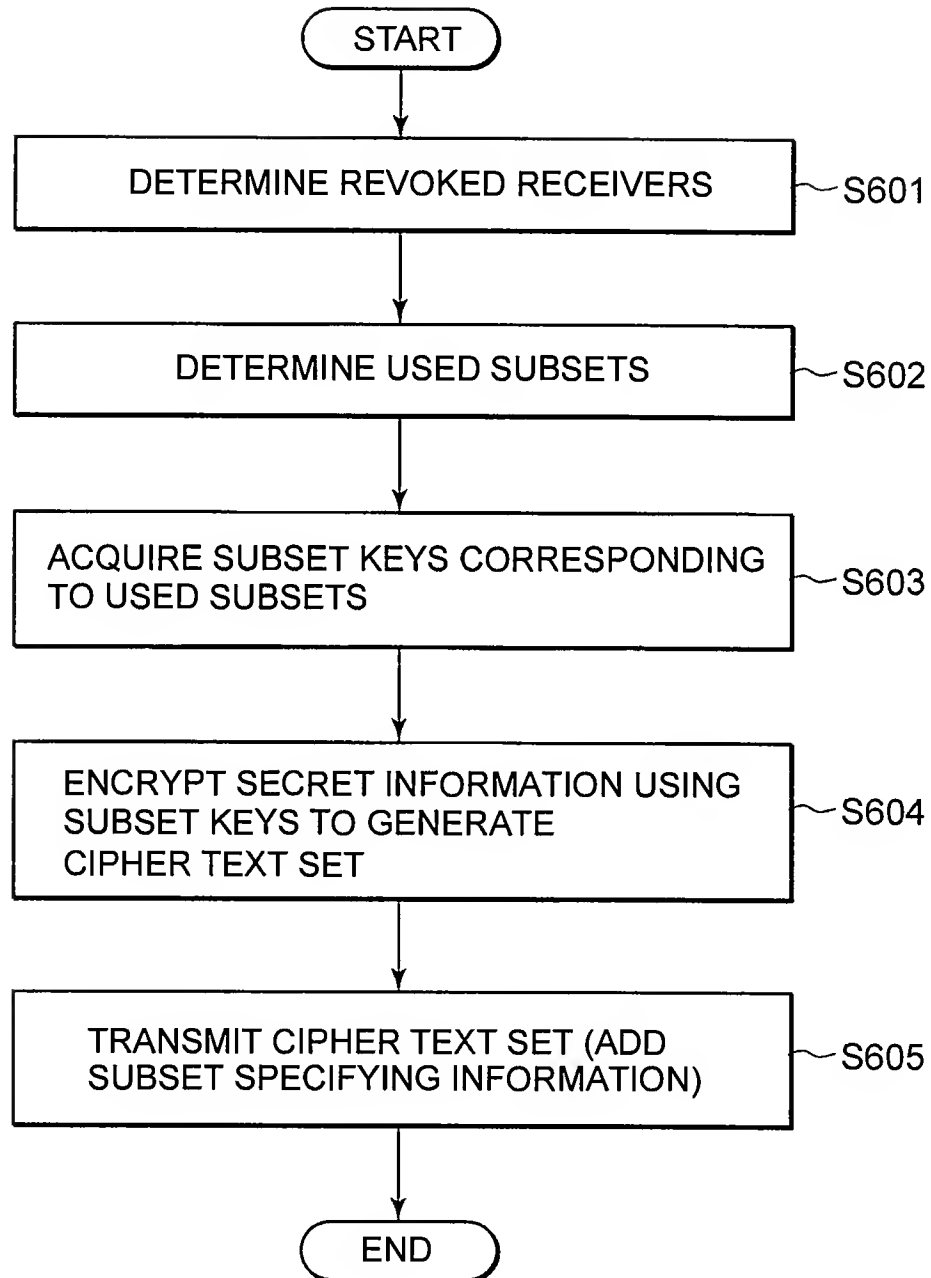 START
DETERMINE REVOKED RECEIVERS
S601
DETERMINE USED SUBSETS
S602
ACQUIRE SUBSET KEYS CORRESPONDING
TO USED SUBSETS
S603
ENCRYPT SECRET INFORMATION USING
SUBSET KEYS TO GENERATE
CIPHER TEXT SET
S604
TRANSMIT CIPHER TEXT SET (ADD
SUBSET SPECIFYING INFORMATION)
S605
END